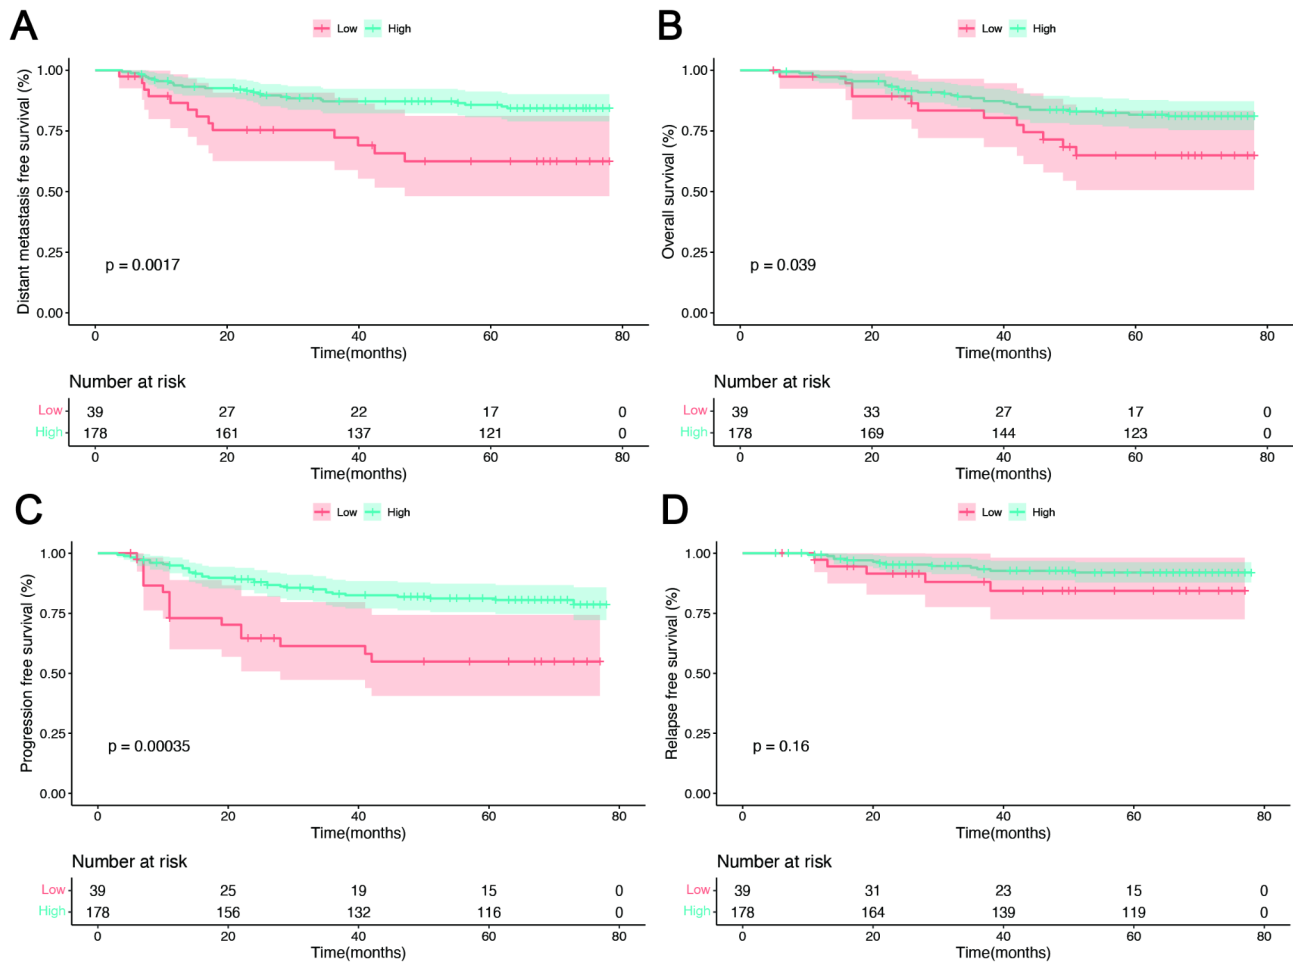 A
Low High
Distant metastasis free survival (%)
1.00
0.75
0.50
0.25
0.00
p = 0.0017
0 20 40 60 80
Time(months)
Number at risk
Low 39 27 22 17 0
High 178 161 137 121 0
0 20 40 60 80
Time(months)
B
Low High
Overall survival (%)
1.00
0.75
0.50
0.25
0.00
p = 0.039
0 20 40 60 80
Time(months)
Number at risk
Low 39 33 27 17 0
High 178 169 144 123 0
0 20 40 60 80
Time(months)
C
Low High
Progression free survival (%)
1.00
0.75
0.50
0.25
0.00
p = 0.00035
0 20 40 60 80
Time(months)
Number at risk
Low 39 25 19 15 0
High 178 156 132 116 0
0 20 40 60 80
Time(months)
D
Low High
Relapse free survival (%)
1.00
0.75
0.50
0.25
0.00
p = 0.16
0 20 40 60 80
Time(months)
Number at risk
Low 39 31 23 15 0
High 178 164 139 119 0
0 20 40 60 80
Time(months)